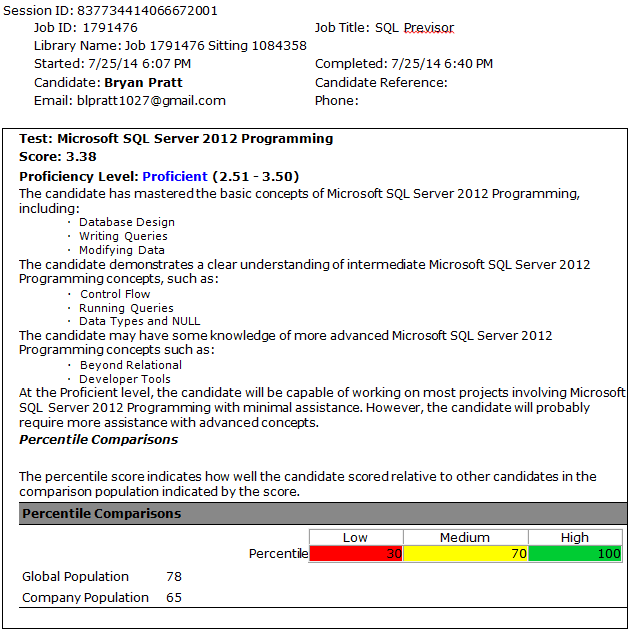 Session ID: 837734414066672001
Job ID: 1791476 Job Title: SQL Previsor
Library Name: Job 1791476 Sitting 1084358
Started: 7/25/14 6:07 PM Completed: 7/25/14 6:40 PM
Candidate: Bryan Pratt Candidate Reference:
Email: blpratt1027@gmail.com Phone:
Test: Microsoft SQL Server 2012 Programming
Score: 3.38
Proficiency Level: Proficient (2.51 - 3.50)
The candidate has mastered the basic concepts of Microsoft SQL Server 2012 Programming,
including:
· Database Design
· Writing Queries
· Modifying Data
The candidate demonstrates a clear understanding of intermediate Microsoft SQL Server 2012
Programming concepts, such as:
· Control Flow
· Running Queries
· Data Types and NULL
The candidate may have some knowledge of more advanced Microsoft SQL Server 2012
Programming concepts such as:
· Beyond Relational
· Developer Tools
At the Proficient level, the candidate will be capable of working on most projects involving Microsoft
SQL Server 2012 Programming with minimal assistance. However, the candidate will probably
require more assistance with advanced concepts.
Percentile Comparisons
The percentile score indicates how well the candidate scored relative to other candidates in the
comparison population indicated by the score.
Percentile Comparisons
Low Medium High
Percentile 30 70 100
Global Population 78
Company Population 65